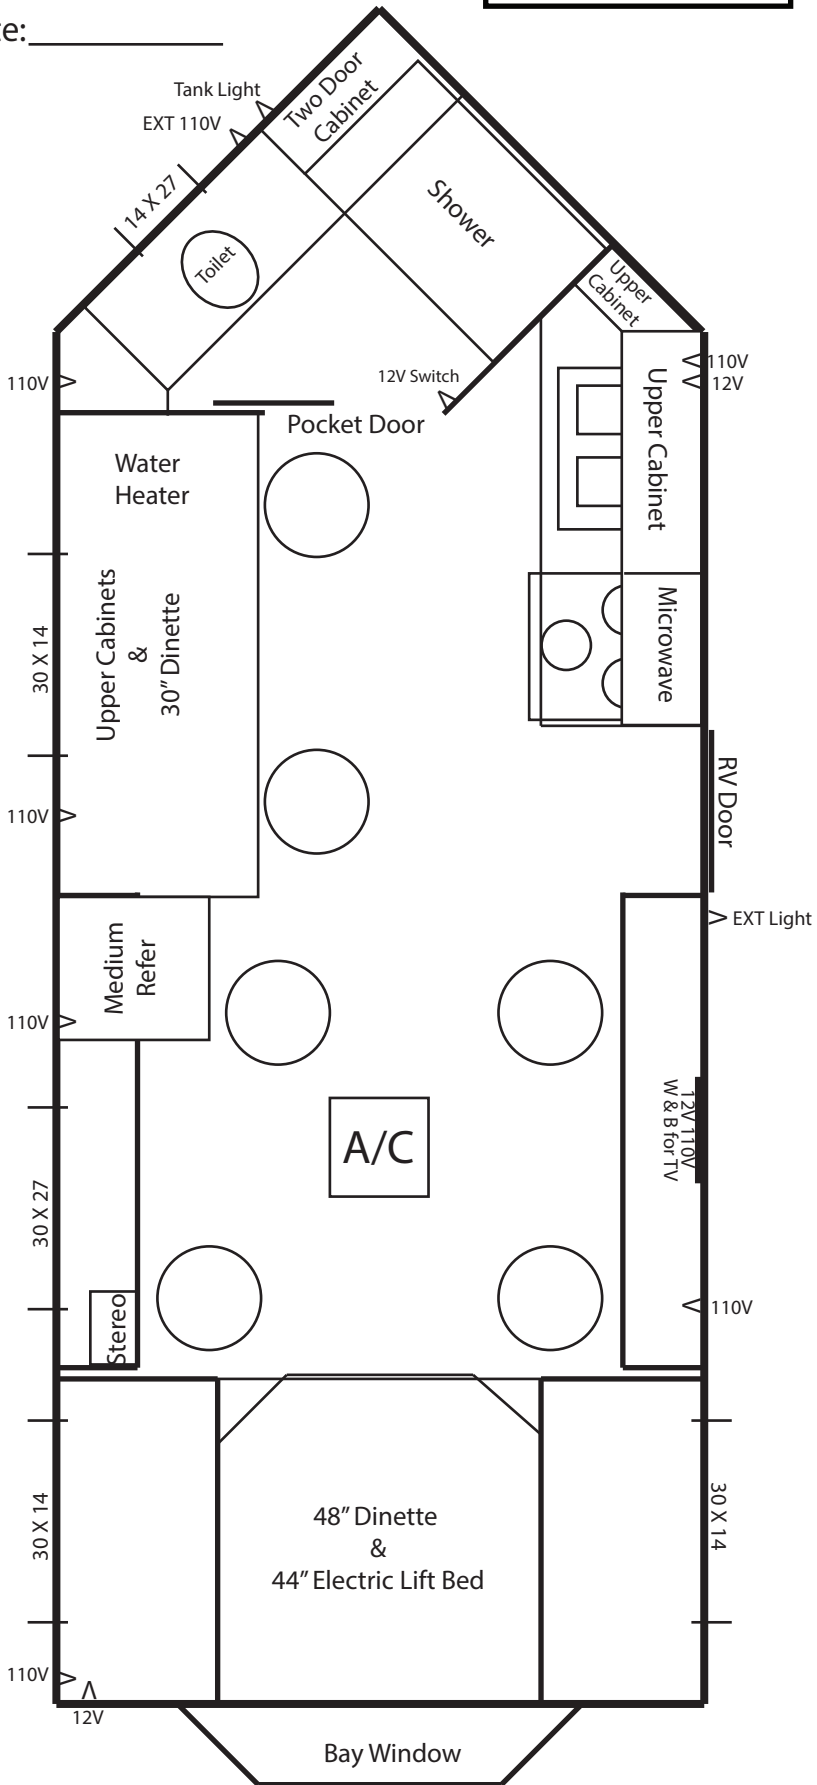 Tank Light
Two Door
Cabinet
EXT 110V
14 X 27
Shower
Toilet
Upper
Cabinet
110V
12V
110V
12V Switch
Pocket Door
Upper Cabinet
Water
Heater
Upper Cabinets
&
30” Dinette
30 X 14
Microwave
RV Door
110V
EXT Light
Medium
Refer
110V
A/C
12V 110V
W & B for TV
30 X 27
110V
Stereo
30 X 14
48” Dinette
&
44” Electric Lift Bed
30 X 14
110V
12V
Bay Window